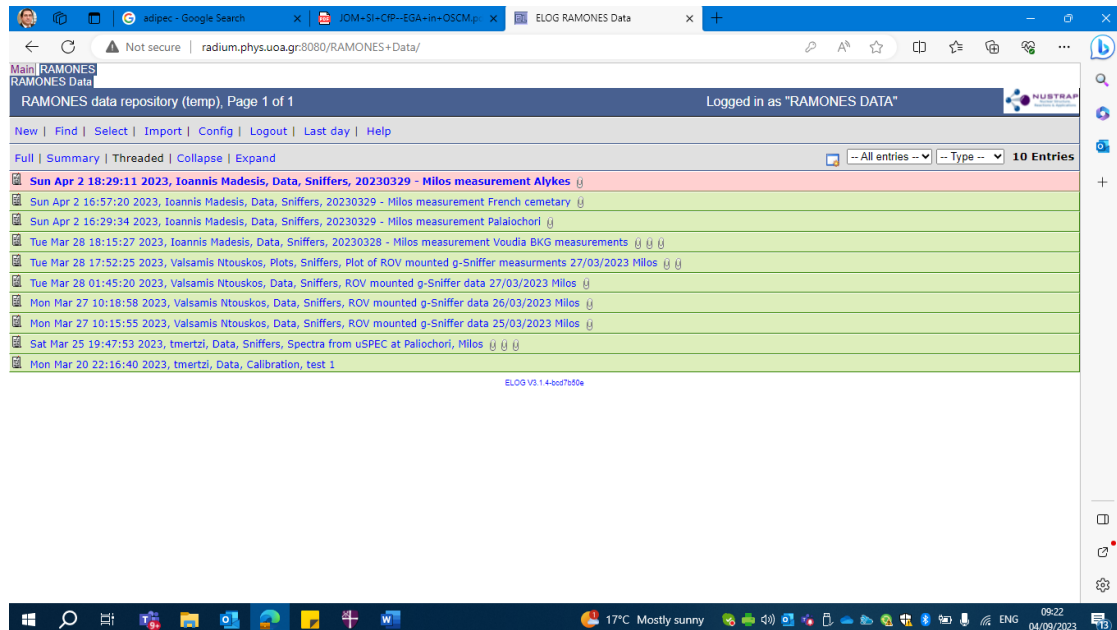 adipec - Google Search
JOM+SI+CfP--EGA+in+OSCM.pd
ELOG RAMONES Data
Not secure | radium.phys.uoa.gr:8080/RAMONES+Data/
Main RAMONES
RAMONES Data
RAMONES data repository (temp), Page 1 of 1 Logged in as "RAMONES DATA" NUSTRAP
New | Find | Select | Import | Config | Logout | Last day | Help
Full | Summary | Threaded | Collapse | Expand -- All entries -- -- Type -- 10 Entries
Sun Apr 2 18:29:11 2023, Ioannis Madesis, Data, Sniffers, 20230329 - Milos measurement Alykes
Sun Apr 2 16:57:20 2023, Ioannis Madesis, Data, Sniffers, 20230329 - Milos measurement French cemetary
Sun Apr 2 16:29:34 2023, Ioannis Madesis, Data, Sniffers, 20230329 - Milos measurement Palaiochori
Tue Mar 28 18:15:27 2023, Ioannis Madesis, Data, Sniffers, 20230328 - Milos measurement Voudia BKG measurements
Tue Mar 28 17:52:25 2023, Valsamis Ntouskos, Plots, Sniffers, Plot of ROV mounted g-Sniffer measurments 27/03/2023 Milos
Tue Mar 28 01:45:20 2023, Valsamis Ntouskos, Data, Sniffers, ROV mounted g-Sniffer data 27/03/2023 Milos
Mon Mar 27 10:18:58 2023, Valsamis Ntouskos, Data, Sniffers, ROV mounted g-Sniffer data 26/03/2023 Milos
Mon Mar 27 10:15:55 2023, Valsamis Ntouskos, Data, Sniffers, ROV mounted g-Sniffer data 25/03/2023 Milos
Sat Mar 25 19:47:53 2023, tmertzi, Data, Sniffers, Spectra from uSPEC at Paliochori, Milos
Mon Mar 20 22:16:40 2023, tmertzi, Data, Calibration, test 1
ELOG V3.1.4-bcd7b50e
17°C Mostly sunny ENG 09:22
04/09/2023